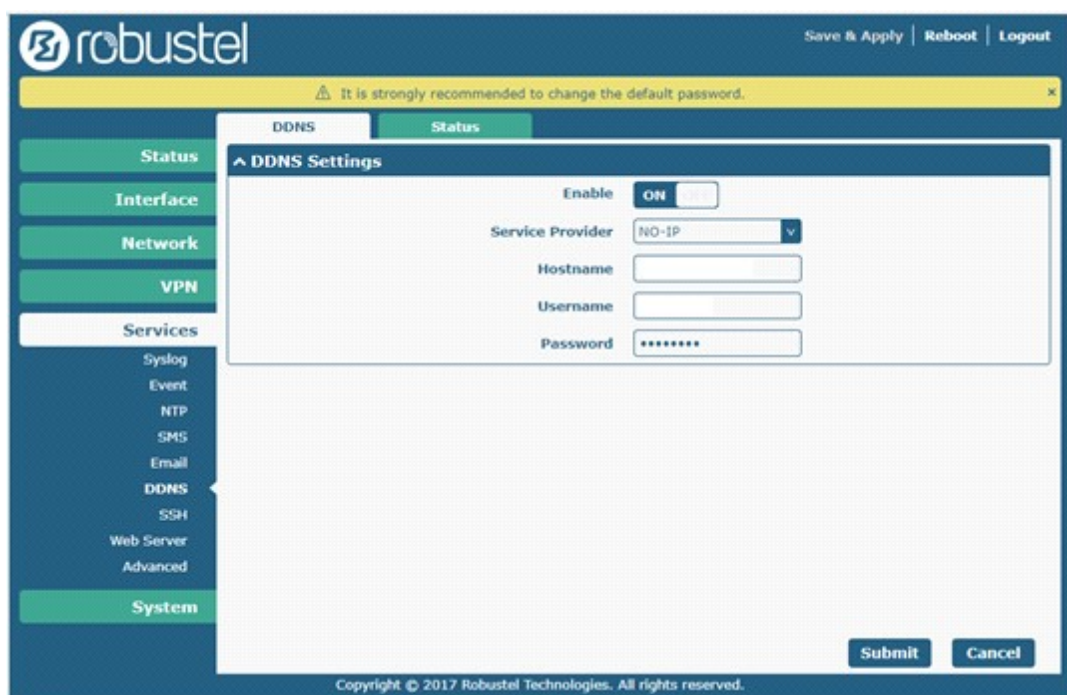 robustel
Save & Apply | Reboot | Logout
⚠ It is strongly recommended to change the default password. ×
DDNS Status
Status
Interface
Network
VPN
Services
Syslog
Event
NTP
SMS
Email
DDNS
SSH
Web Server
Advanced
System
^ DDNS Settings
Enable ON
Service Provider NO-IP v
Hostname
Username
Password ••••••••
Submit Cancel
Copyright © 2017 Robustel Technologies. All rights reserved.